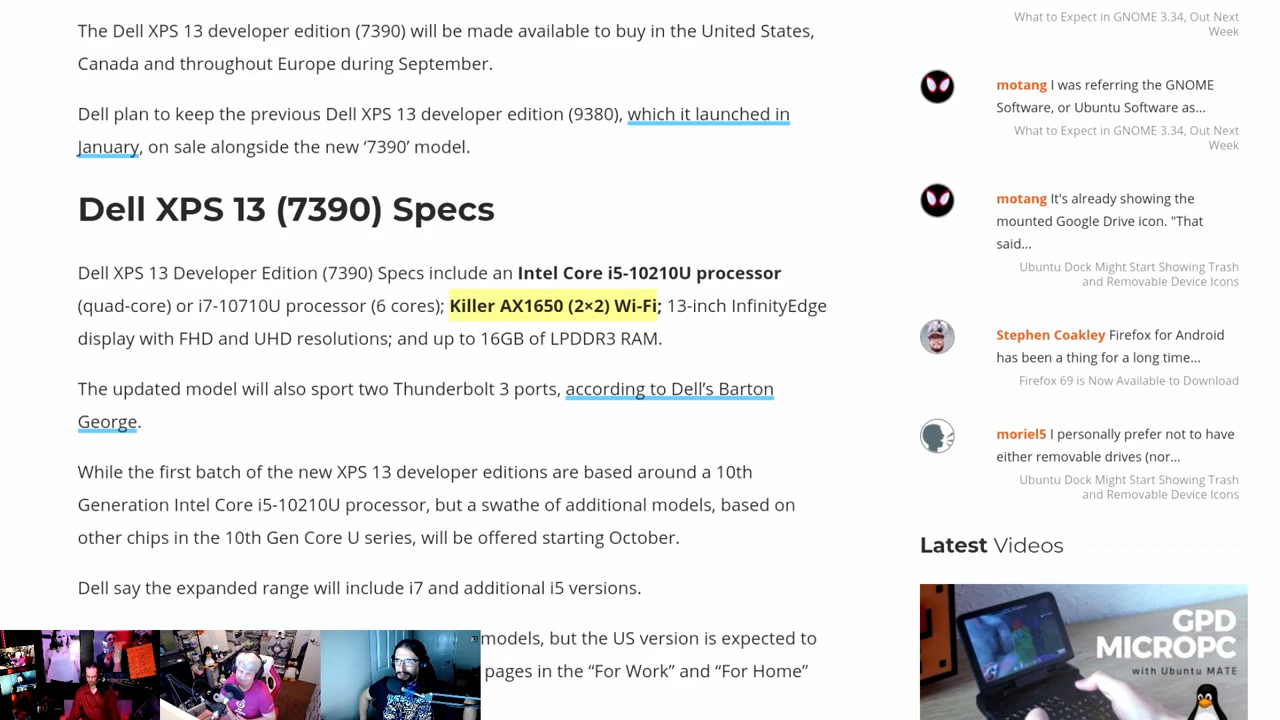 The Dell XPS 13 developer edition (7390) will be made available to buy in the United States,
Canada and throughout Europe during September.
Dell plan to keep the previous Dell XPS 13 developer edition (9380), which it launched in
January, on sale alongside the new ‘7390’ model.
Dell XPS 13 (7390) Specs
Dell XPS 13 Developer Edition (7390) Specs include an Intel Core i5-10210U processor
(quad-core) or i7-10710U processor (6 cores); Killer AX1650 (2×2) Wi-Fi; 13-inch InfinityEdge
display with FHD and UHD resolutions; and up to 16GB of LPDDR3 RAM.
The updated model will also sport two Thunderbolt 3 ports, according to Dell’s Barton
George.
While the first batch of the new XPS 13 developer editions are based around a 10th
Generation Intel Core i5-10210U processor, but a swathe of additional models, based on
other chips in the 10th Gen Core U series, will be offered starting October.
Dell say the expanded range will include i7 and additional i5 versions.
models, but the US version is expected to
pages in the “For Work” and “For Home”
What to Expect in GNOME 3.34, Out Next
Week
motang I was referring the GNOME
Software, or Ubuntu Software as...
What to Expect in GNOME 3.34, Out Next
Week
motang It's already showing the
mounted Google Drive icon. "That
said...
Ubuntu Dock Might Start Showing Trash
and Removable Device Icons
Stephen Coakley Firefox for Android
has been a thing for a long time...
Firefox 69 is Now Available to Download
moriel5 I personally prefer not to have
either removable drives (nor...
Ubuntu Dock Might Start Showing Trash
and Removable Device Icons
Latest Videos
GPD
MICROPC
with Ubuntu MATE